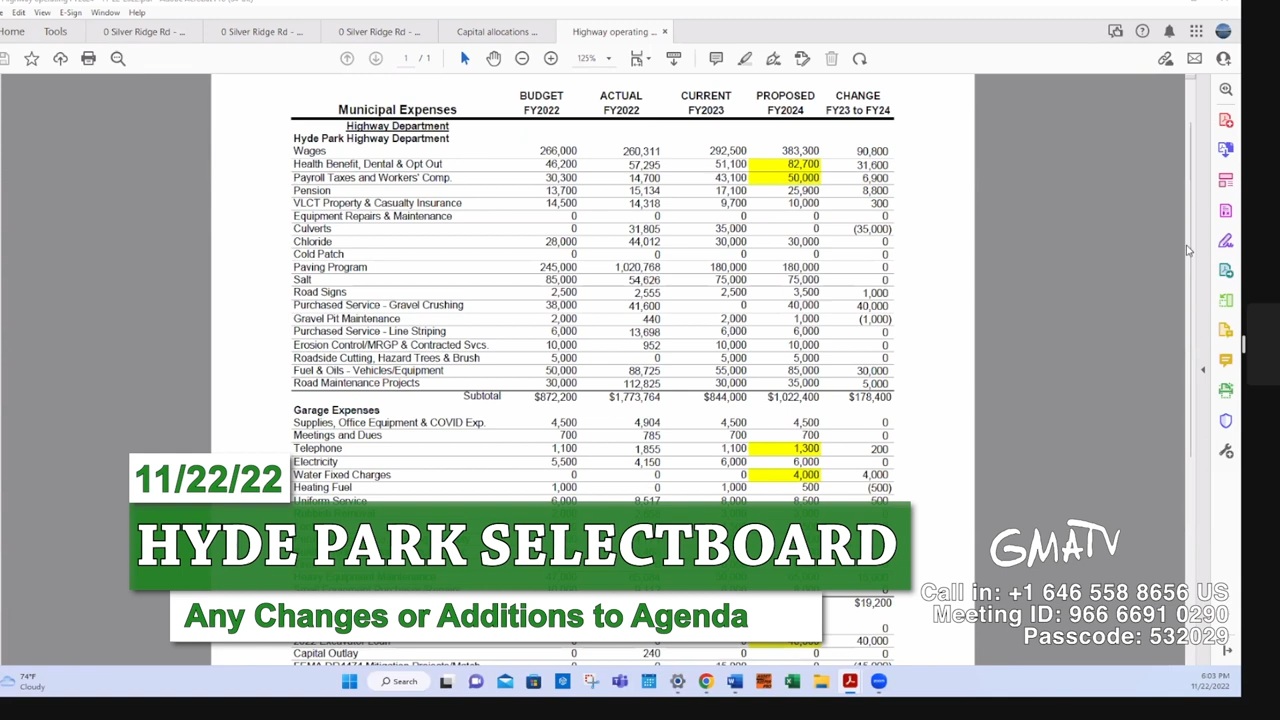 Edit View E-Sign Window Help
Home Tools 0 Silver Ridge Rd - ... 0 Silver Ridge Rd - ... 0 Silver Ridge Rd - ... Capital allocations ... Highway operating ... ×
1 / 1 125%
BUDGET ACTUAL CURRENT PROPOSED CHANGE
Municipal Expenses FY2022 FY2022 FY2023 FY2024 FY23 to FY24
Highway Department
Hyde Park Highway Department
Wages 266,000 260,311 292,500 383,300 90,800
Health Benefit, Dental & Opt Out 46,200 57,295 51,100 82,700 31,600
Payroll Taxes and Workers' Comp. 30,300 14,700 43,100 50,000 6,900
Pension 13,700 15,134 17,100 25,900 8,800
VLCT Property & Casualty Insurance 14,500 14,318 9,700 10,000 300
Equipment Repairs & Maintenance 0 0 0 0 0
Culverts 0 31,805 35,000 0 (35,000)
Chloride 28,000 44,012 30,000 30,000 0
Cold Patch 0 0 0 0 0
Paving Program 245,000 1,020,768 180,000 180,000 0
Salt 85,000 54,626 75,000 75,000 0
Road Signs 2,500 2,555 2,500 3,500 1,000
Purchased Service - Gravel Crushing 38,000 41,600 0 40,000 40,000
Gravel Pit Maintenance 2,000 440 2,000 1,000 (1,000)
Purchased Service - Line Striping 6,000 13,698 6,000 6,000 0
Erosion Control/MRGP & Contracted Svcs. 10,000 952 10,000 10,000 0
Roadside Cutting, Hazard Trees & Brush 5,000 0 5,000 5,000 0
Fuel & Oils - Vehicles/Equipment 50,000 88,725 55,000 85,000 30,000
Road Maintenance Projects 30,000 112,825 30,000 35,000 5,000
Subtotal $872,200 $1,773,764 $844,000 $1,022,400 $178,400
Garage Expenses
Supplies, Office Equipment & COVID Exp. 4,500 4,904 4,500 4,500 0
Meetings and Dues 700 785 700 700 0
Telephone 1,100 1,855 1,100 1,300 200
Electricity 5,500 4,150 6,000 6,000 0
Water Fixed Charges 0 0 0 4,000 4,000
Heating Fuel 1,000 0 1,000 500 (500)
Uniform Service 6,000 8,517 8,000 8,500 500
11/22/22
HYDE PARK SELECTBOARD
Any Changes or Additions to Agenda
GMATV
Call in: +1 646 558 8656 US
Meeting ID: 966 6691 0290
Passcode: 532029
0
$19,200
0
40,000
Capital Outlay 0 240 0 0 0
74°F
Cloudy
Search
6:03 PM
11/22/2022